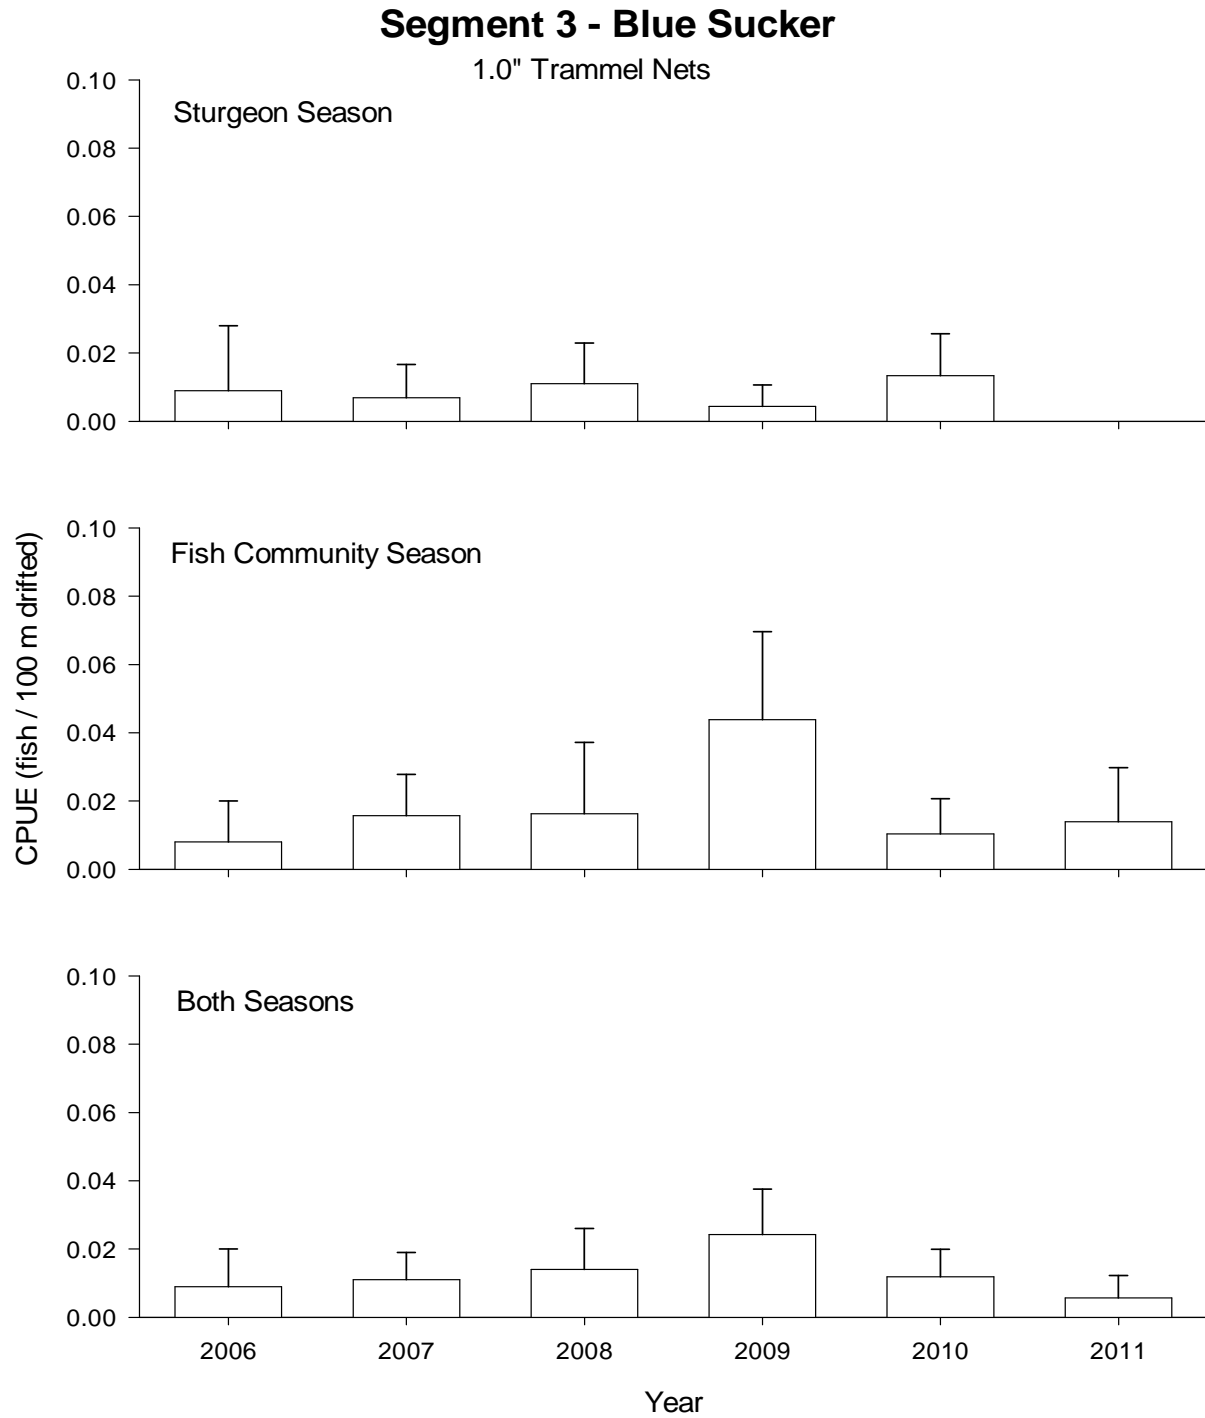 Segment 3 - Blue Sucker
1.0" Trammel Nets
Sturgeon Season
0.10
0.08
0.06
0.04
0.02
0.00
Fish Community Season
0.10
0.08
0.06
0.04
0.02
0.00
CPUE (fish / 100 m drifted)
Both Seasons
0.10
0.08
0.06
0.04
0.02
0.00
2006 2007 2008 2009 2010 2011
Year